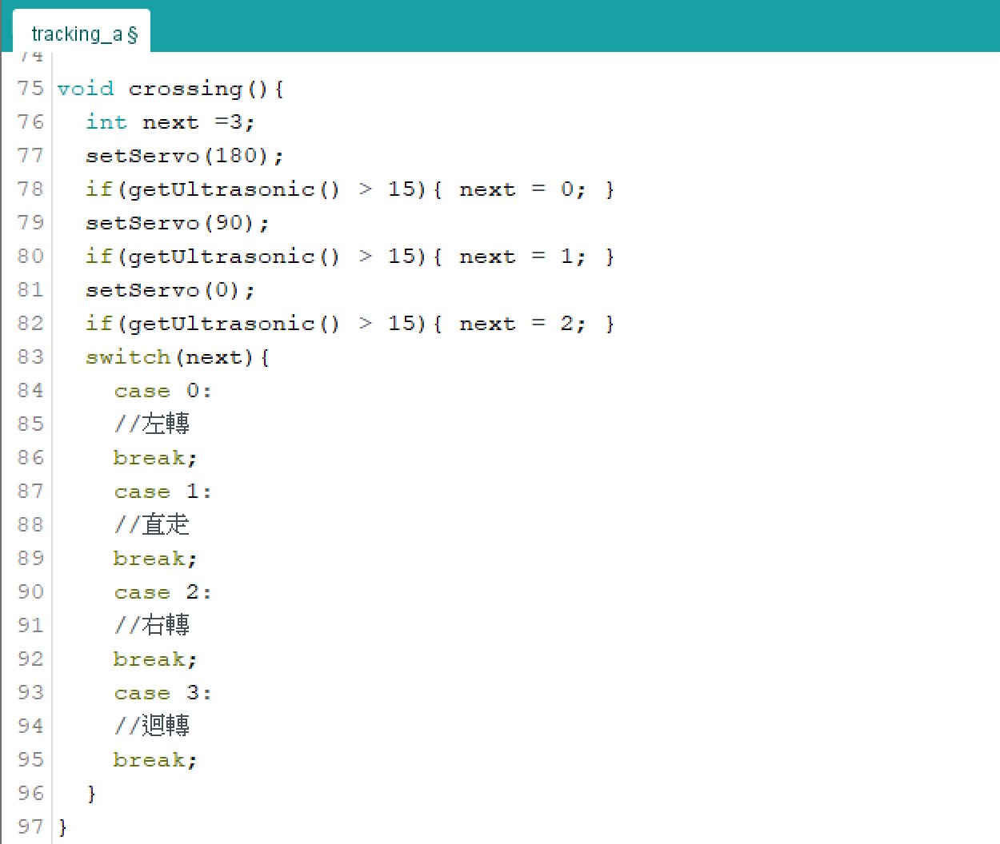 tracking_a §
74
75 void crossing(){
76   int next =3;
77   setServo(180);
78   if(getUltrasonic() > 15){ next = 0; }
79   setServo(90);
80   if(getUltrasonic() > 15){ next = 1; }
81   setServo(0);
82   if(getUltrasonic() > 15){ next = 2; }
83   switch(next){
84     case 0:
85     //左轉
86     break;
87     case 1:
88     //直走
89     break;
90     case 2:
91     //右轉
92     break;
93     case 3:
94     //迴轉
95     break;
96   }
97 }